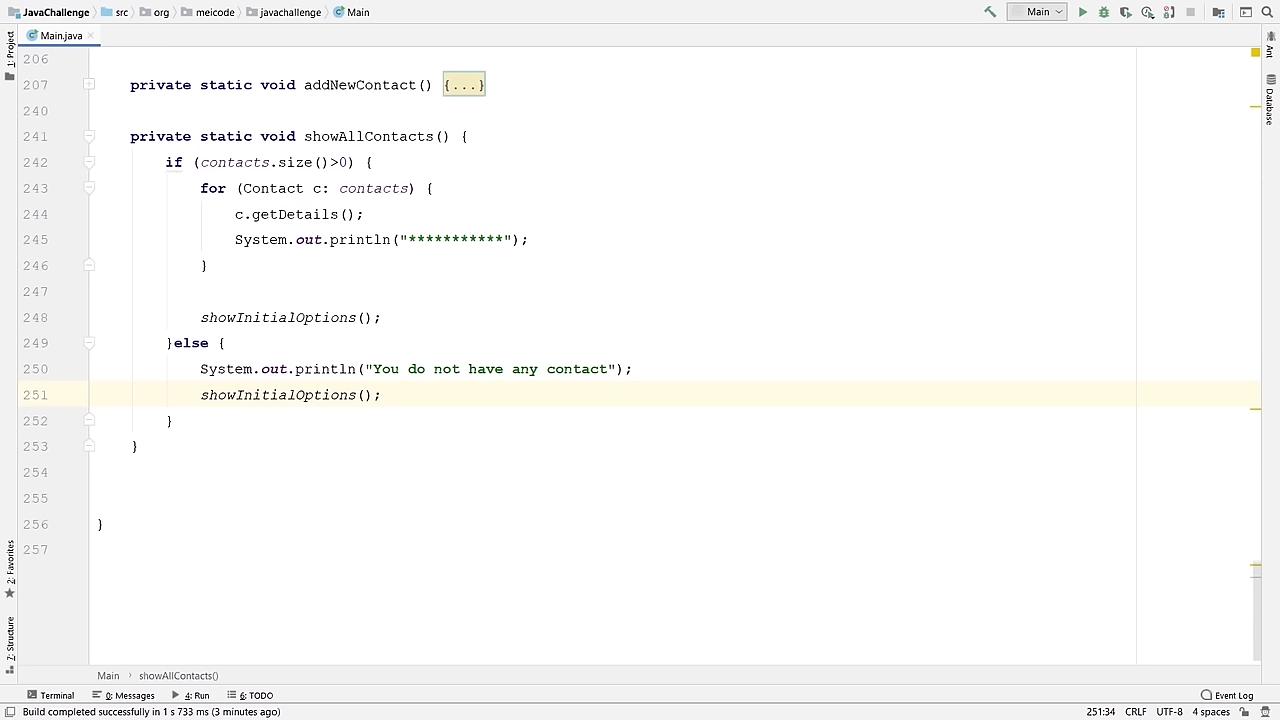 JavaChallenge src org meicode javachallenge Main Main
Main.java
1: Project
Ant
Database
206
207 private static void addNewContact() {...}
240
241 private static void showAllContacts() {
242 if (contacts.size()>0) {
243 for (Contact c: contacts) {
244 c.getDetails();
245 System.out.println("***********");
246 }
247
248 showInitialOptions();
249 }else {
250 System.out.println("You do not have any contact");
251 showInitialOptions();
252 }
253 }
254
255
256 }
257
2: Favorites
7: Structure
Main showAllContacts()
Terminal 0: Messages 4: Run 6: TODO Event Log
Build completed successfully in 1 s 733 ms (3 minutes ago) 251:34 CRLF UTF-8 4 spaces